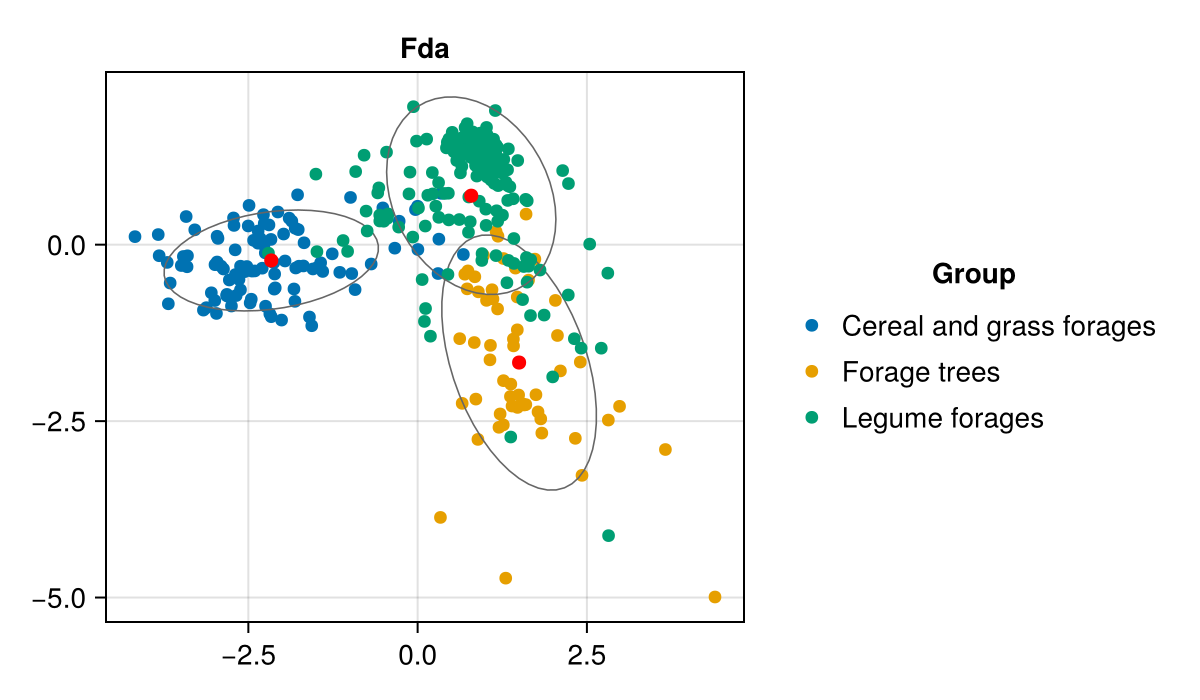 Fda
0.0
−2.5
−5.0
−2.5
0.0
2.5
Group
Cereal and grass forages
Forage trees
Legume forages